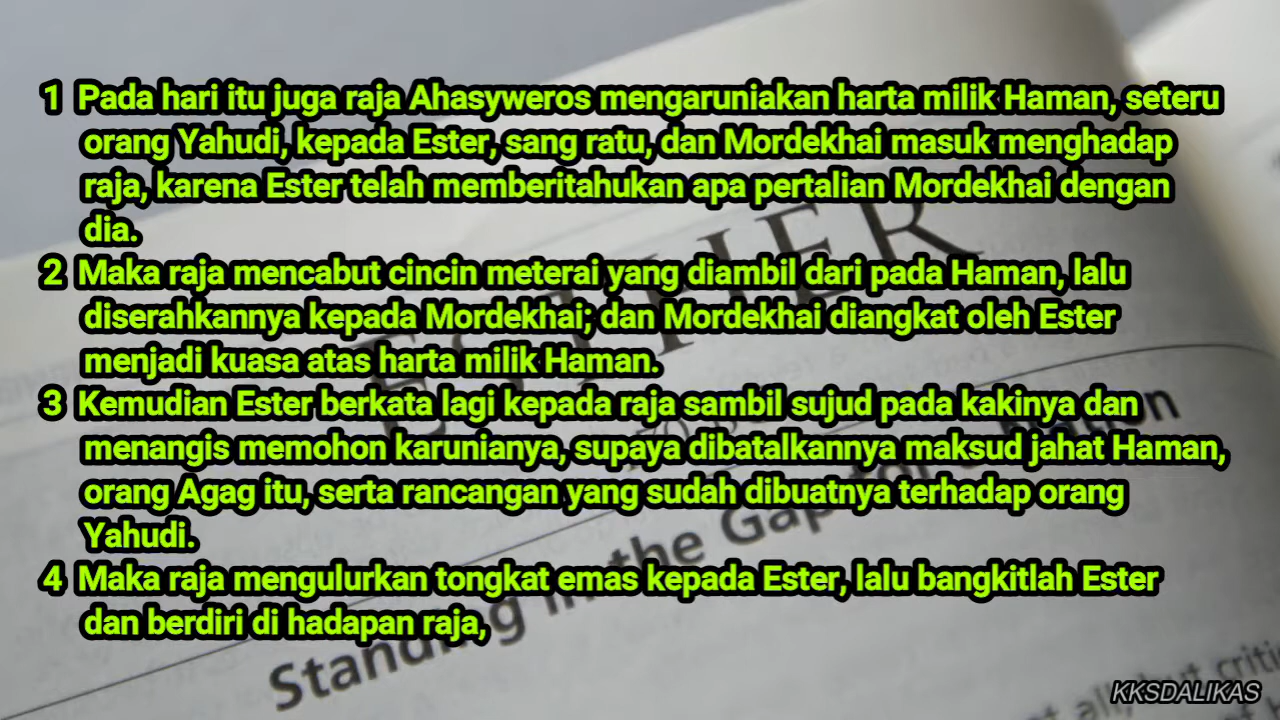 1 Pada hari itu juga raja Ahasyweros mengaruniakan harta milik Haman, seteru
orang Yahudi, kepada Ester, sang ratu, dan Mordekhai masuk menghadap
raja, karena Ester telah memberitahukan apa pertalian Mordekhai dengan
dia.
2 Maka raja mencabut cincin meterai yang diambil dari pada Haman, lalu
diserahkannya kepada Mordekhai; dan Mordekhai diangkat oleh Ester
menjadi kuasa atas harta milik Haman.
3 Kemudian Ester berkata lagi kepada raja sambil sujud pada kakinya dan
menangis memohon karunianya, supaya dibatalkannya maksud jahat Haman,
orang Agag itu, serta rancangan yang sudah dibuatnya terhadap orang
Yahudi.
4 Maka raja mengulurkan tongkat emas kepada Ester, lalu bangkitlah Ester
dan berdiri di hadapan raja,
ESTHER
Standing in the Gap
KKSDALIKAS